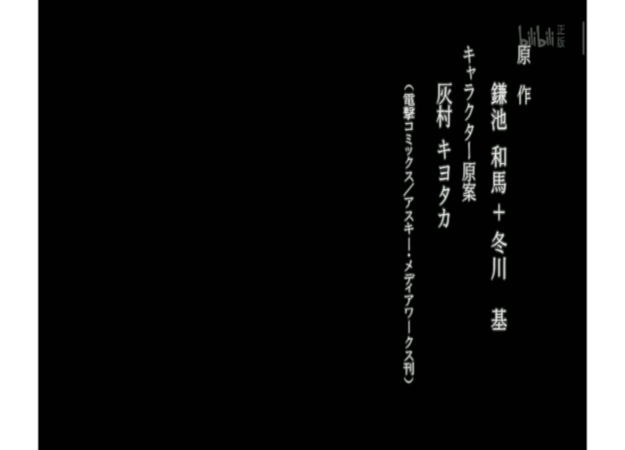 原作
鎌池 和馬＋冬川 基
キャラクター原案
灰村 キヨタカ
（電撃コミックス／アスキー・メディアワークス刊）
bilibili 正版